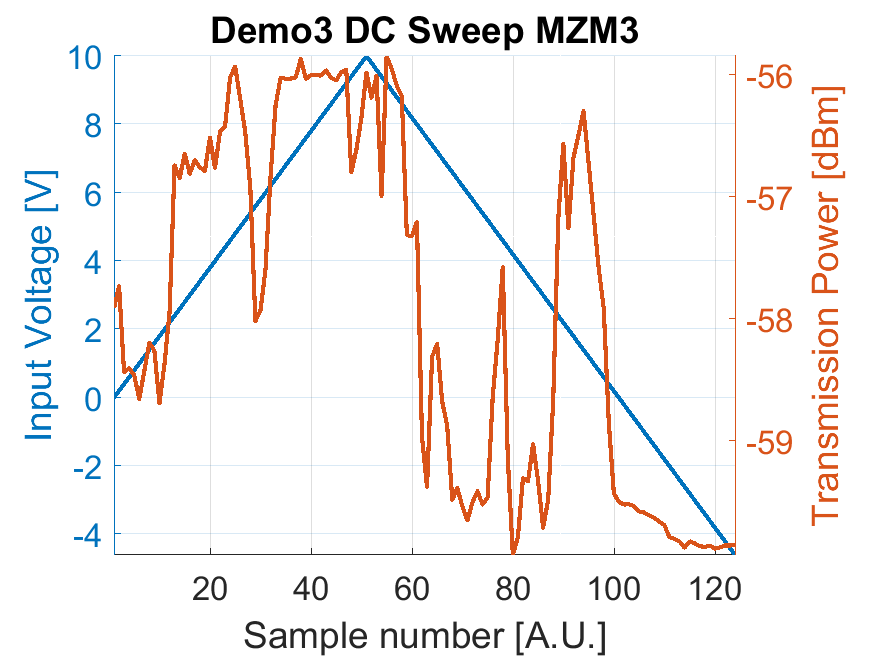 Demo3 DC Sweep MZM3
10
8
6
4
2
0
-2
-4
Input Voltage [V]
-56
-57
-58
-59
Transmission Power [dBm]
20 40 60 80 100 120
Sample number [A.U.]